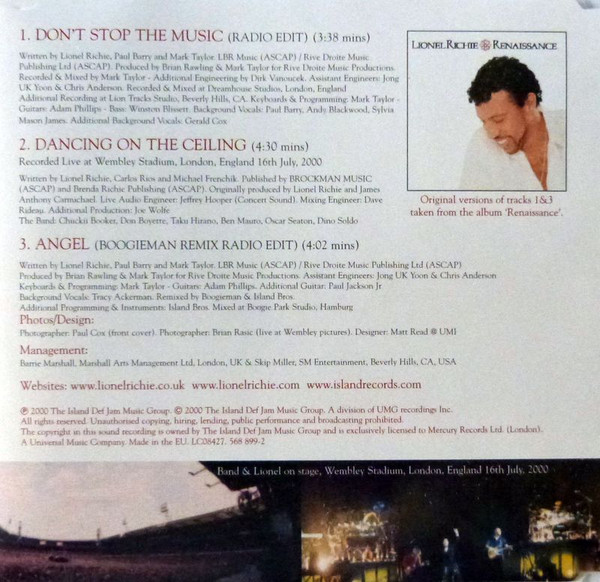 1. DON'T STOP THE MUSIC (RADIO EDIT) (3:38 mins)
Written by Lionel Richie, Paul Barry and Mark Taylor. LBR Music (ASCAP) / Rive Droite Music
Publishing Ltd (ASCAP). Produced by Brian Rawling & Mark Taylor for Rive Droite Music Productions.
Recorded & Mixed by Mark Taylor - Additional Engineering by Dirk Vanoucek. Assistant Engineers: Jong
UK Yoon & Chris Anderson. Recorded & Mixed at Dreamhouse Studios, London, England
Additional Recording at Lion Tracks Studio, Beverly Hills, CA. Keyboards & Programming: Mark Taylor -
Guitars: Adam Phillips - Bass: Winston Blissett. Background Vocals: Paul Barry, Andy Blackwood, Sylvia
Mason James. Additional Background Vocals: Gerald Cox
2. DANCING ON THE CEILING (4:30 mins)
Recorded Live at Wembley Stadium, London, England 16th July, 2000
Written by Lionel Richie, Carlos Rios and Michael Frenchik. Published by BROCKMAN MUSIC
(ASCAP) and Brenda Richie Publishing (ASCAP). Originally produced by Lionel Richie and James
Anthony Carmachael. Live Audio Engineer: Jeffrey Hooper (Concert Sound). Mixing Engineer: Dave
Rideau. Additional Production: Joe Wolfe
The Band: Chuckii Booker, Don Boyette, Taku Hirano, Ben Mauro, Oscar Seaton, Dino Soldo
3. ANGEL (BOOGIEMAN REMIX RADIO EDIT) (4:02 mins)
Written by Lionel Richie, Paul Barry and Mark Taylor. LBR Music (ASCAP) / Rive Droite Music Publishing Ltd (ASCAP)
Produced by Brian Rawling & Mark Taylor for Rive Droite Music Productions. Assistant Engineers: Jong UK Yoon & Chris Anderson
Keyboards & Programming: Mark Taylor - Guitars: Adam Phillips. Additional Guitar: Paul Jackson Jr.
Background Vocals: Tracy Ackerman. Remixed by Boogieman & Island Bros.
Additional Programming & Instruments: Island Bros. Mixed at Boogie Park Studio, Hamburg
Photos/Design:
Photographer: Paul Cox (front cover). Photographer: Brian Rasic (live at Wembley pictures). Designer: Matt Read @ UMI
Management:
Barrie Marshall, Marshall Arts Management Ltd, London, UK & Skip Miller, SM Entertainment, Beverly Hills, CA, USA
Websites: www.lionelrichie.co.uk www.lionelrichie.com www.islandrecords.com
℗ 2000 The Island Def Jam Music Group. © 2000 The Island Def Jam Music Group. A division of UMG recordings Inc.
All rights reserved. Unauthorised copying, hiring, lending, public performance and broadcasting prohibited.
The copyright in this sound recording is owned by The Island Def Jam Music Group and is exclusively licensed to Mercury Records Ltd. (London).
A Universal Music Company. Made in the EU. LC08427. 568 899-2
LIONEL RICHIE RENAISSANCE
Original versions of tracks 1&3
taken from the album 'Renaissance'.
Band & Lionel on stage, Wembley Stadium, London, England 16th July, 2000